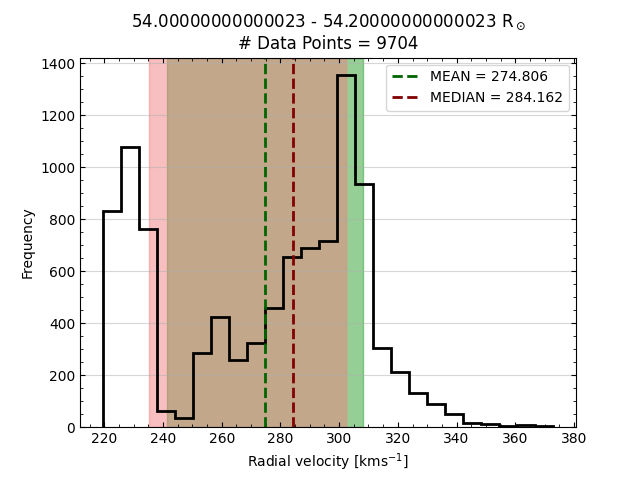 54.00000000000023 - 54.20000000000023 R⊙
# Data Points = 9704
MEAN = 274.806
MEDIAN = 284.162
Frequency
1400
1200
1000
800
600
400
200
0
220 240 260 280 300 320 340 360 380
Radial velocity [kms⁻¹]